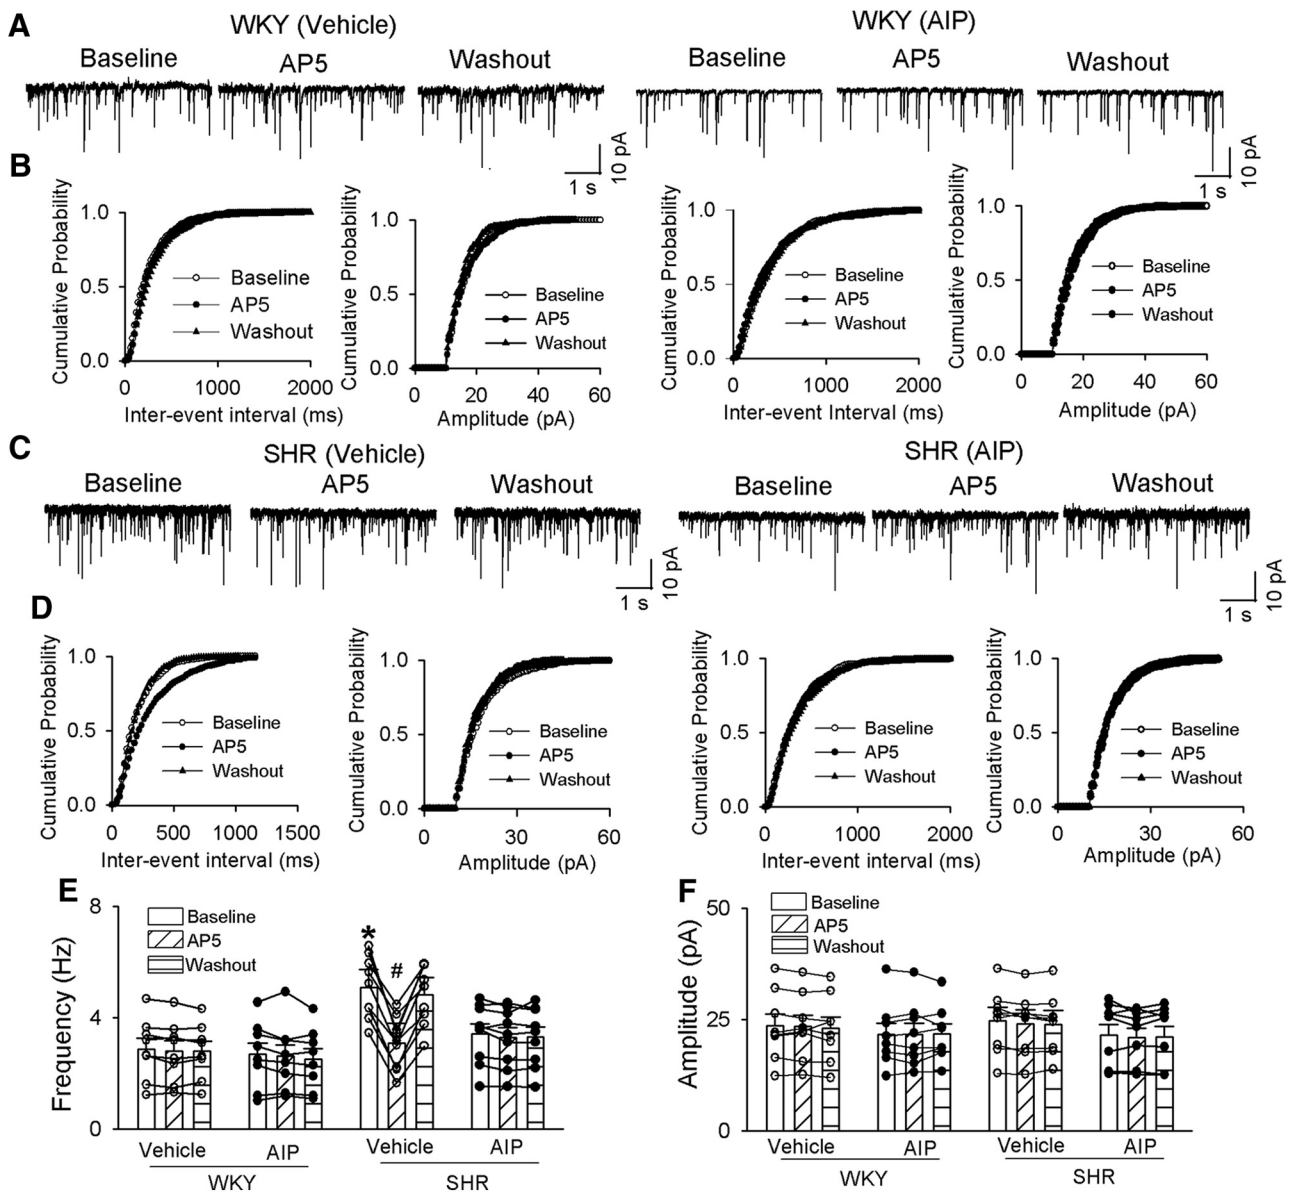 A
WKY (Vehicle)
WKY (AIP)
Baseline
AP5
Washout
Baseline
AP5
Washout
1 s
10 pA
1 s
10 pA
B
Cumulative Probability
1.0
0.5
0.0
Baseline
AP5
Washout
0
1000
2000
Inter-event interval (ms)
Cumulative Probability
1.0
0.5
0.0
Baseline
AP5
Washout
0
20
40
60
Amplitude (pA)
Cumulative Probability
1.0
0.5
0.0
Baseline
AP5
Washout
0
1000
2000
Inter-event Interval (ms)
Cumulative Probability
1.0
0.5
0.0
Baseline
AP5
Washout
0
20
40
60
Amplitude (pA)
C
SHR (Vehicle)
SHR (AIP)
Baseline
AP5
Washout
Baseline
AP5
Washout
1 s
10 pA
1 s
10 pA
D
Cumulative Probability
1.0
0.5
0.0
Baseline
AP5
Washout
0
500
1000
1500
Inter-event interval (ms)
Cumulative Probability
1.0
0.5
0.0
Baseline
AP5
Washout
0
30
60
Amplitude (pA)
Cumulative Probability
1.0
0.5
0.0
Baseline
AP5
Washout
0
1000
2000
Inter-event interval (ms)
Cumulative Probability
1.0
0.5
0.0
Baseline
AP5
Washout
0
30
60
Amplitude (pA)
E
Frequency (Hz)
8
4
0
Baseline
AP5
Washout
*
#
Vehicle
AIP
Vehicle
AIP
WKY
SHR
F
Amplitude (pA)
50
25
0
Baseline
AP5
Washout
Vehicle
AIP
Vehicle
AIP
WKY
SHR